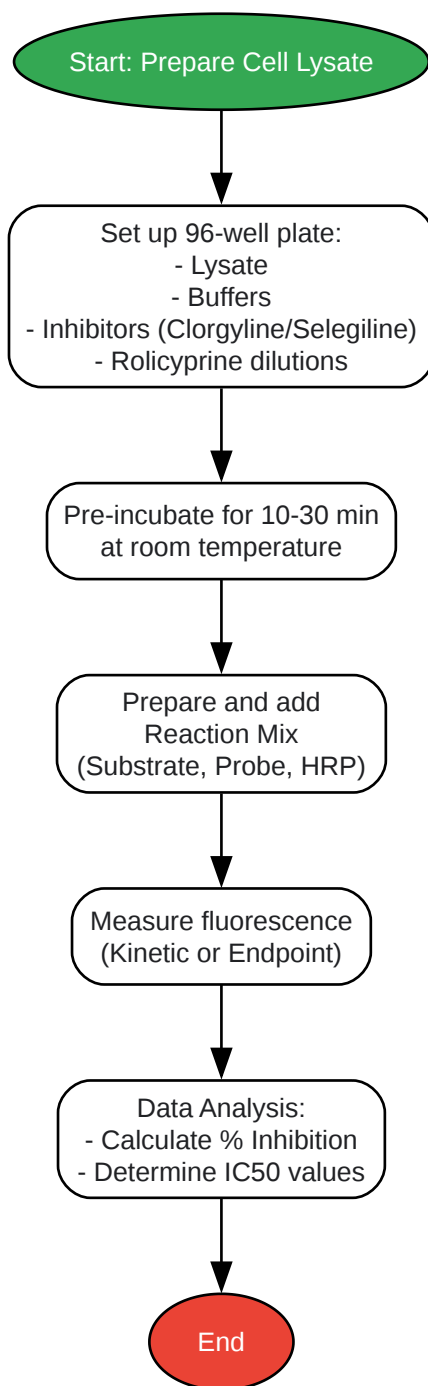 Start: Prepare Cell Lysate
Set up 96-well plate:
- Lysate
- Buffers
- Inhibitors (Clorgyline/Selegiline)
- Rolicyprine dilutions
Pre-incubate for 10-30 min
at room temperature
Prepare and add
Reaction Mix
(Substrate, Probe, HRP)
Measure fluorescence
(Kinetic or Endpoint)
Data Analysis:
- Calculate % Inhibition
- Determine IC50 values
End